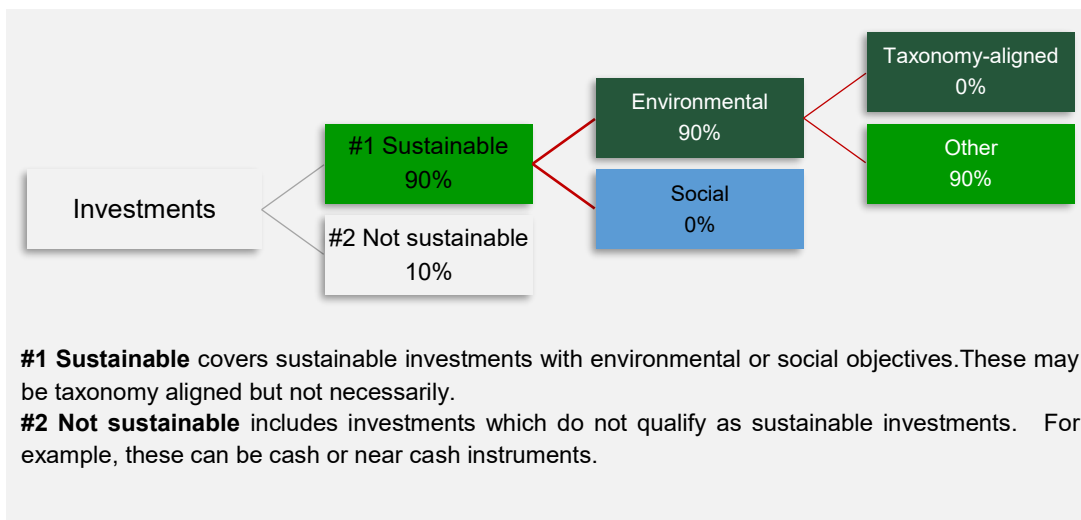 Taxonomy-aligned
0%
Environmental
90%
#1 Sustainable
90%
Other
90%
Investments
Social
0%
#2 Not sustainable
10%
#1 Sustainable covers sustainable investments with environmental or social objectives.These may
be taxonomy aligned but not necessarily.
#2 Not sustainable includes investments which do not qualify as sustainable investments. For
example, these can be cash or near cash instruments.